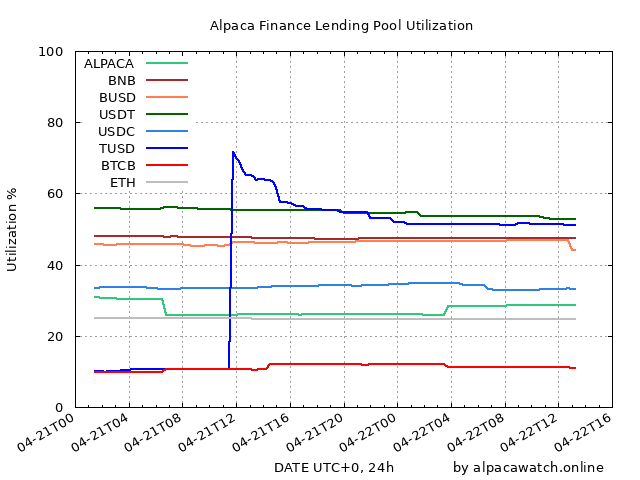 Alpaca Finance Lending Pool Utilization
100
80
60
40
20
0
Utilization %
ALPACA
BNB
BUSD
USDT
USDC
TUSD
BTCB
ETH
04-21T00
04-21T04
04-21T08
04-21T12
04-21T16
04-21T20
04-22T00
04-22T04
04-22T08
04-22T12
04-22T16
DATE UTC+0, 24h
by alpacawatch.online